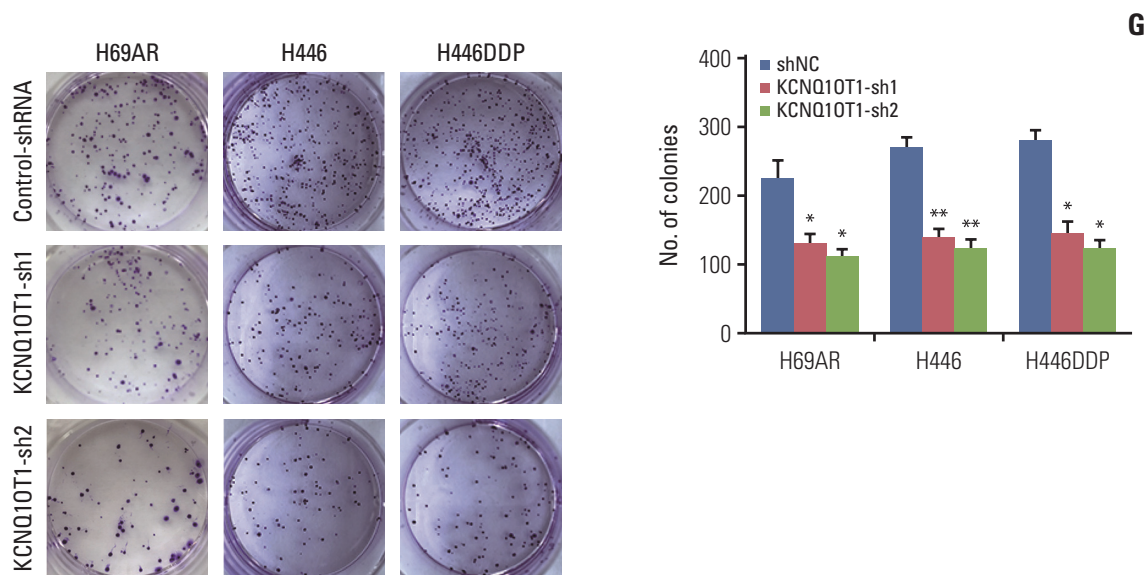 G
H69AR
H446
H446DDP
Control-shRNA
KCNQ1OT1-sh1
KCNQ1OT1-sh2
No. of colonies
400
300
200
100
0
shNC
KCNQ1OT1-sh1
KCNQ1OT1-sh2
* *
** **
* *
H69AR
H446
H446DDP